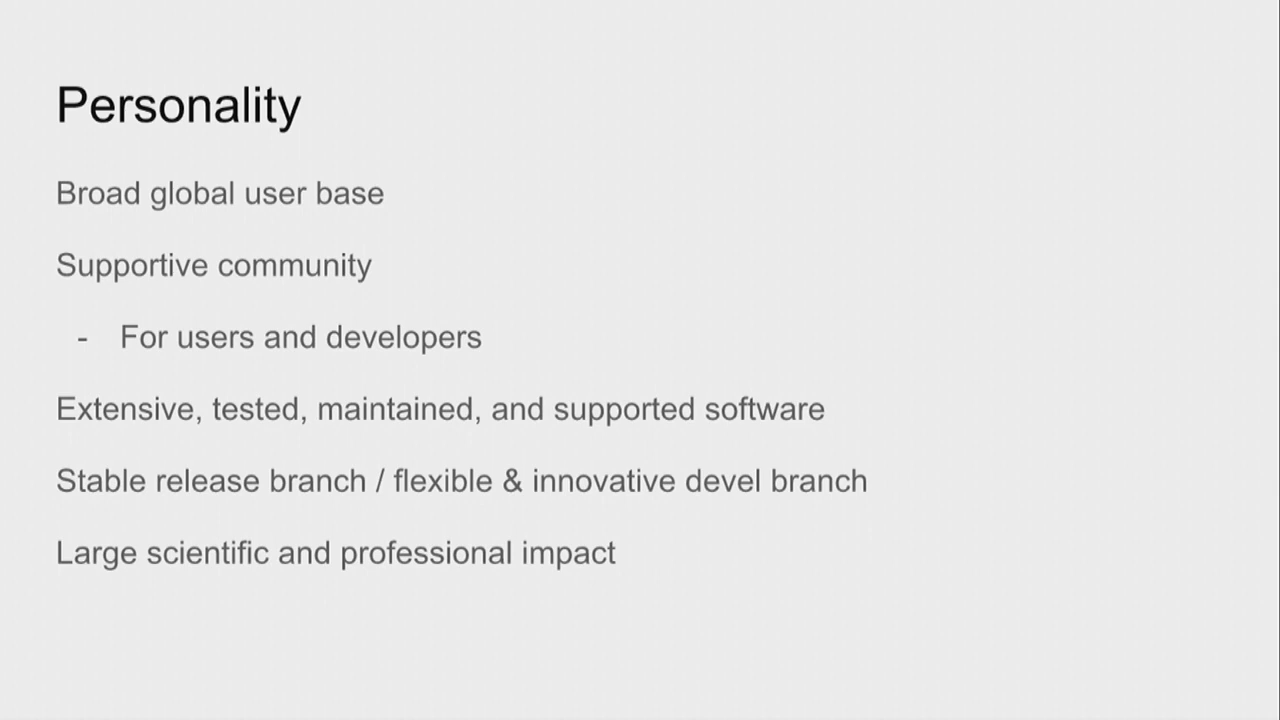 Personality
Broad global user base
Supportive community
- For users and developers
Extensive, tested, maintained, and supported software
Stable release branch / flexible & innovative devel branch
Large scientific and professional impact